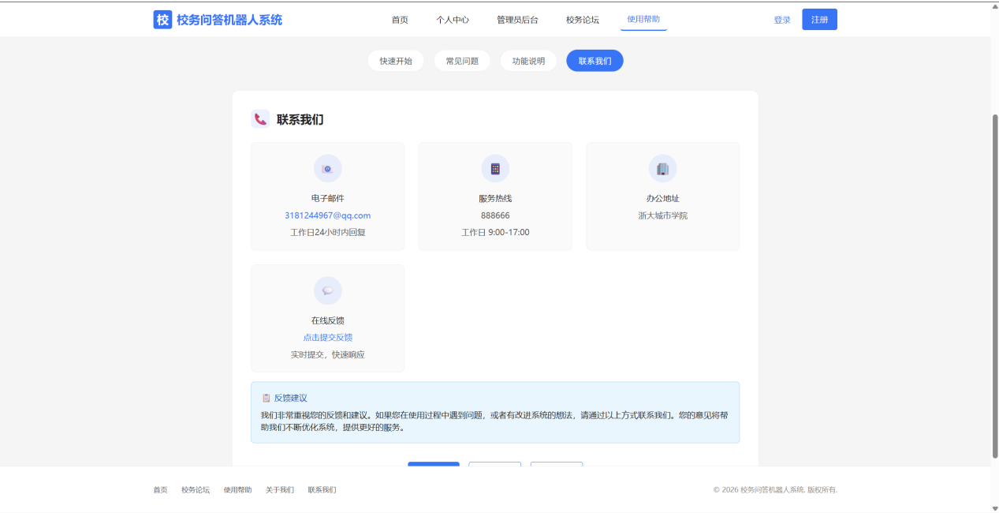 校 校务问答机器人系统 首页 个人中心 管理员后台 校务论坛 使用帮助 登录 注册
快速开始 常见问题 功能说明 联系我们
联系我们
电子邮件
3181244967@qq.com
工作日24小时内回复
服务热线
888666
工作日 9:00-17:00
办公地址
浙大城市学院
在线反馈
点击提交反馈
实时提交，快速响应
反馈建议
我们非常重视您的反馈和建议。如果您在使用过程中遇到问题，或者有改进系统的想法，请通过以上方式联系我们。您的意见将帮
助我们不断优化系统，提供更好的服务。
首页 校务论坛 使用帮助 关于我们 联系我们 © 2026 校务问答机器人系统. 版权所有.